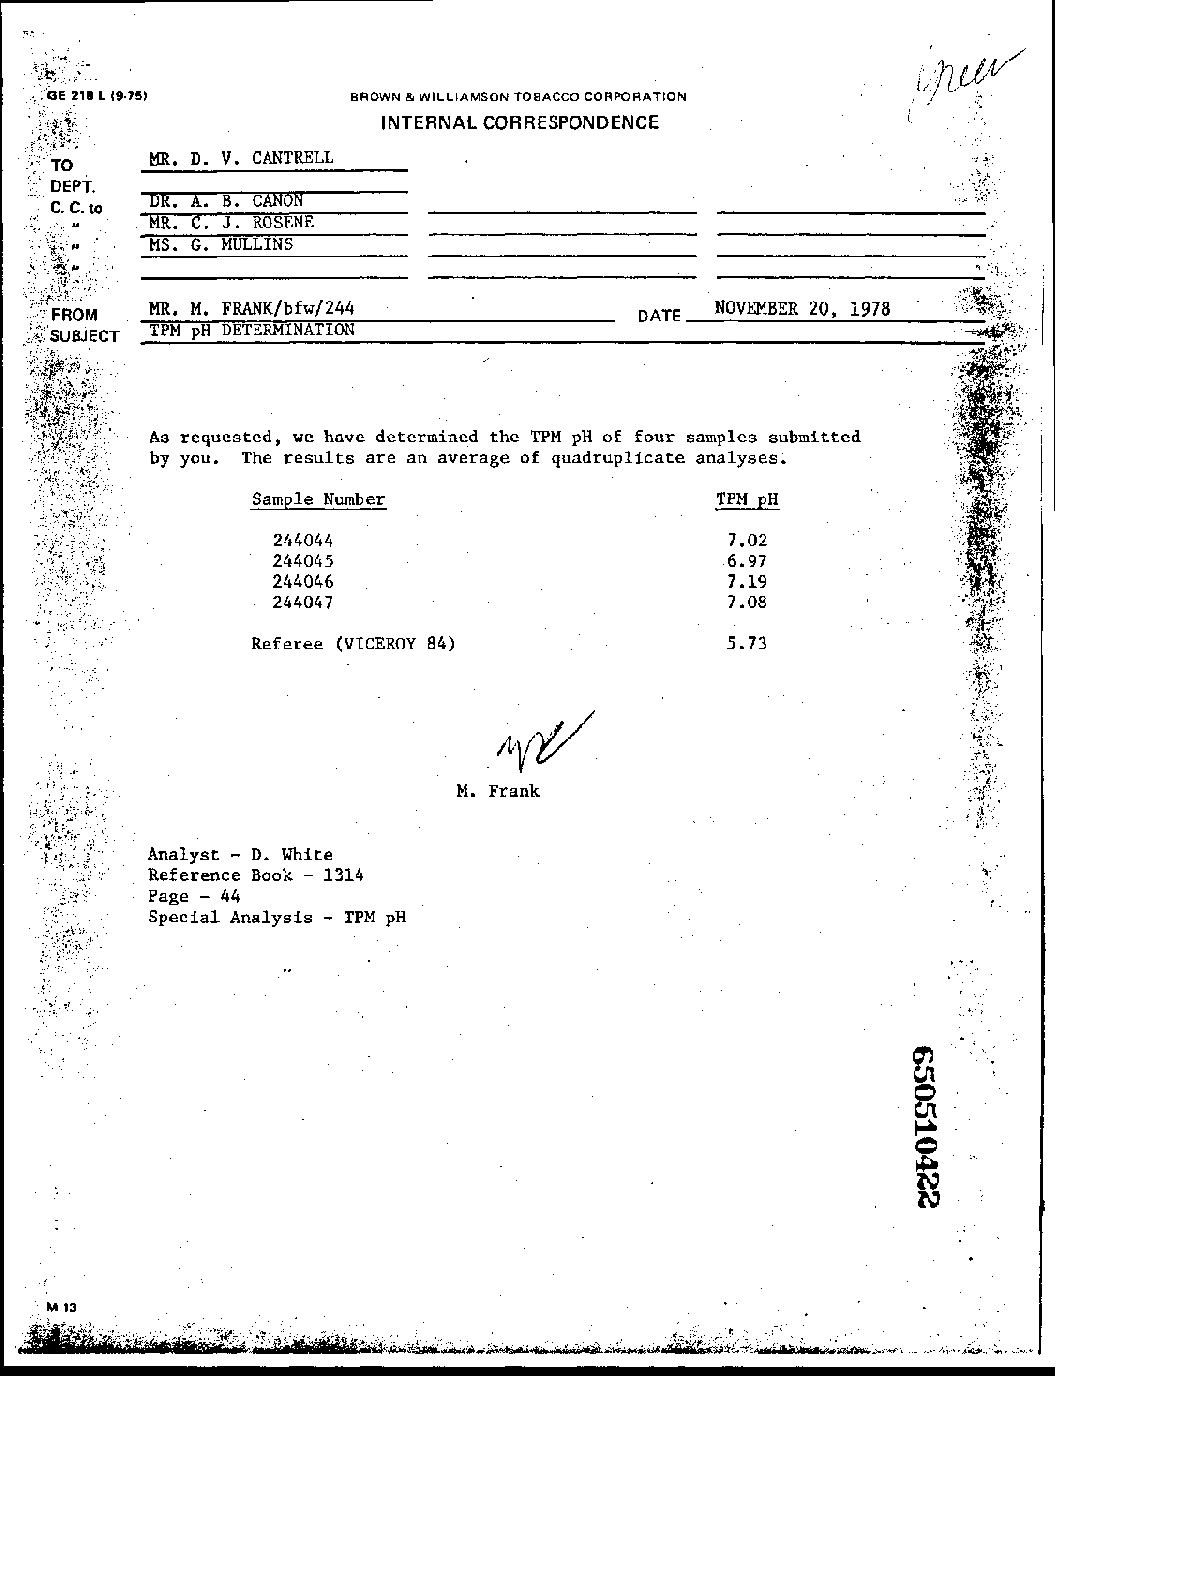 GE 218 L (9-75)
BROWN & WILLIAMSON TOBACCO CORPORATION
INTERNAL CORRESPONDENCE
TO MR. D. V. CANTRELL
DEPT.
C. C. to DR. A. B. CANON
" MR. C. J. ROSENE
" MS. G. MULLINS
"
FROM MR. M. FRANK/bfw/244 DATE NOVEMBER 20, 1978
SUBJECT TPM pH DETERMINATION
As requested, we have determined the TPM pH of four samples submitted
by you. The results are an average of quadruplicate analyses.
Sample Number TPM pH
244044 7.02
244045 6.97
244046 7.19
244047 7.08
Referee (VICEROY 84) 5.73
M. Frank
Analyst - D. White
Reference Book - 1314
Page - 44
Special Analysis - TPM pH
650510422
M 13